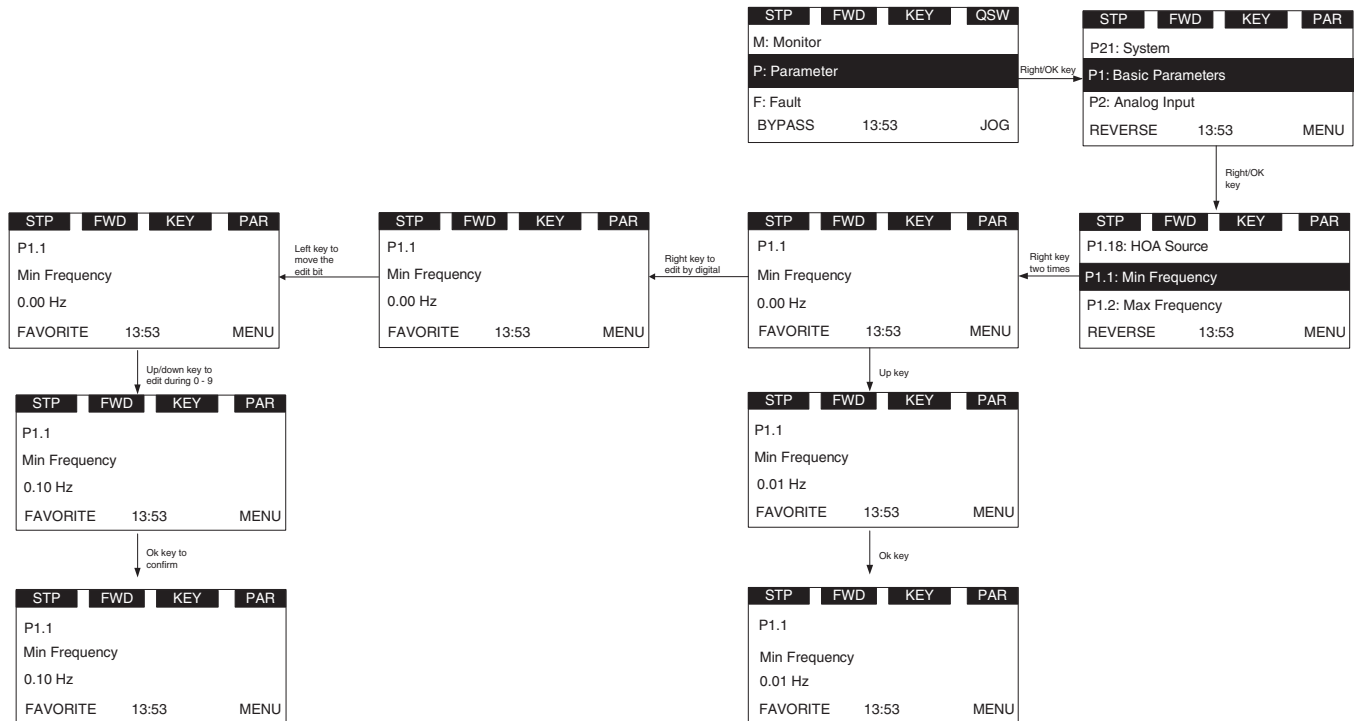 STP FWD KEY QSW
M: Monitor
P: Parameter
F: Fault
BYPASS 13:53 JOG
Right/OK key
STP FWD KEY PAR
P21: System
P1: Basic Parameters
P2: Analog Input
REVERSE 13:53 MENU
Right/OK
key
STP FWD KEY PAR
P1.18: HOA Source
P1.1: Min Frequency
P1.2: Max Frequency
REVERSE 13:53 MENU
Right key
two times
STP FWD KEY PAR
P1.1
Min Frequency
0.00 Hz
FAVORITE 13:53 MENU
Right key to
edit by digital
STP FWD KEY PAR
P1.1
Min Frequency
0.00 Hz
FAVORITE 13:53 MENU
Left key to
move the
edit bit
STP FWD KEY PAR
P1.1
Min Frequency
0.00 Hz
FAVORITE 13:53 MENU
Up/down key to
edit during 0 - 9
STP FWD KEY PAR
P1.1
Min Frequency
0.10 Hz
FAVORITE 13:53 MENU
Ok key to
confirm
STP FWD KEY PAR
P1.1
Min Frequency
0.10 Hz
FAVORITE 13:53 MENU
Up key
STP FWD KEY PAR
P1.1
Min Frequency
0.01 Hz
FAVORITE 13:53 MENU
Ok key
STP FWD KEY PAR
P1.1
Min Frequency
0.01 Hz
FAVORITE 13:53 MENU